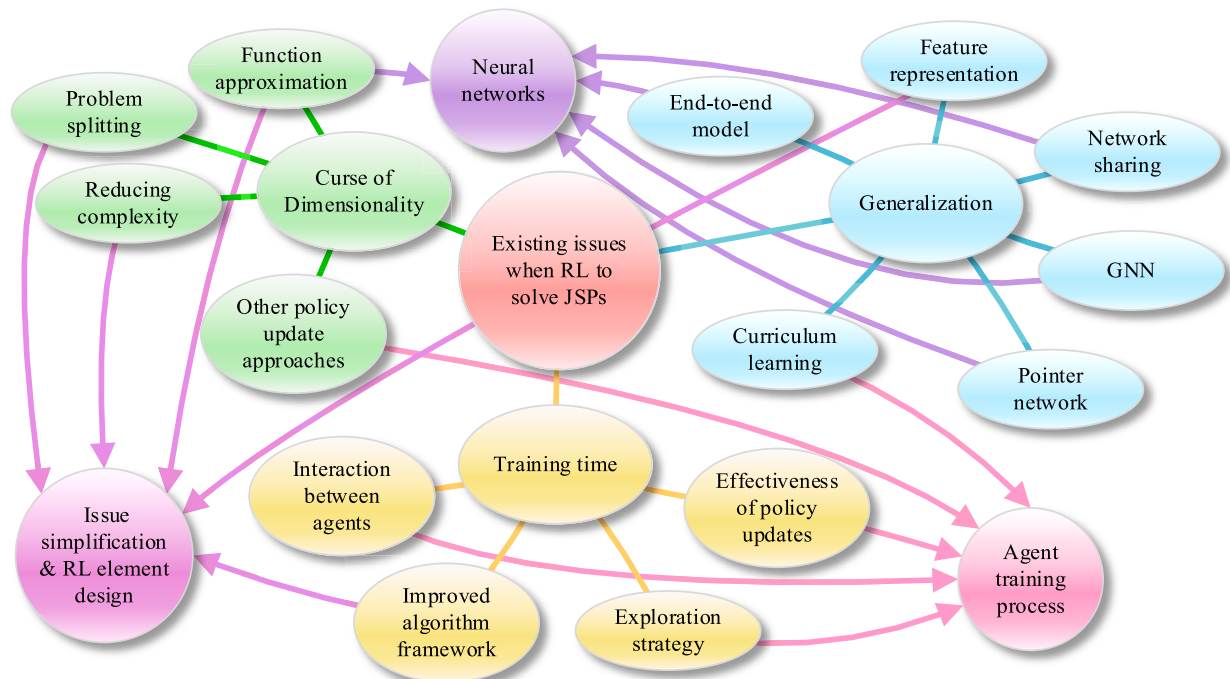 Function
approximation
Neural
networks
Feature
representation
Problem
splitting
End-to-end
model
Network
sharing
Reducing
complexity
Curse of
Dimensionality
Generalization
Existing issues
when RL to
solve JSPs
GNN
Other policy
update
approaches
Curriculum
learning
Pointer
network
Interaction
between
agents
Training time
Effectiveness
of policy
updates
Issue
simplification
& RL element
design
Agent
training
process
Improved
algorithm
framework
Exploration
strategy